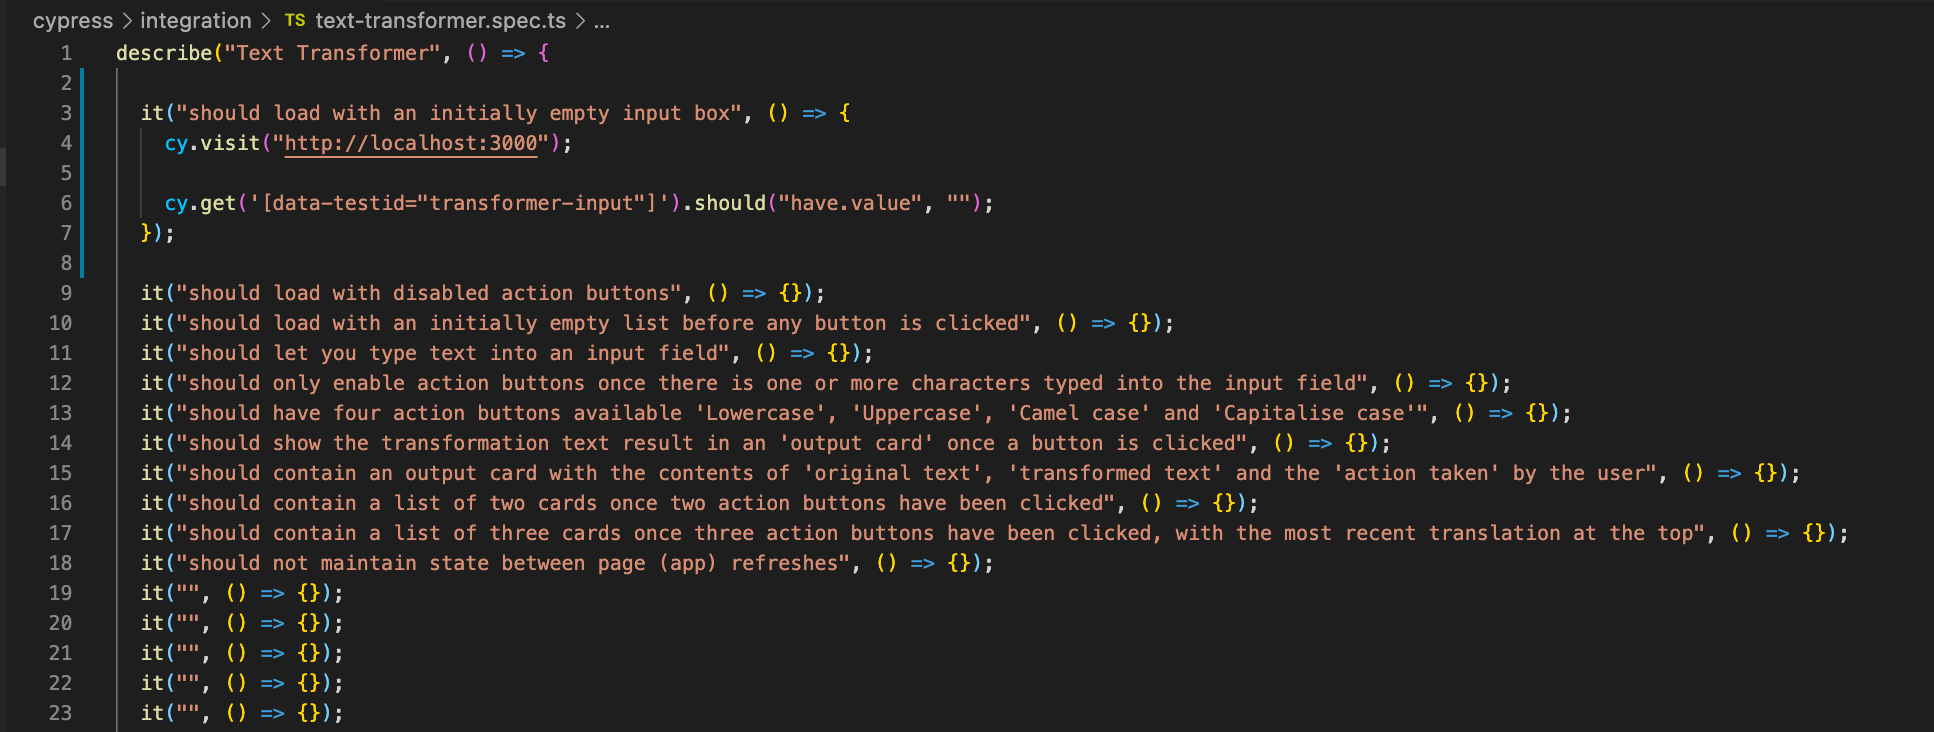 cypress > integration > TS text-transformer.spec.ts > ...
1 describe("Text Transformer", () => {
2
3 it("should load with an initially empty input box", () => {
4 cy.visit("http://localhost:3000");
5
6 cy.get('[data-testid="transformer-input"]').should("have.value", "");
7 });
8
9 it("should load with disabled action buttons", () => {});
10 it("should load with an initially empty list before any button is clicked", () => {});
11 it("should let you type text into an input field", () => {});
12 it("should only enable action buttons once there is one or more characters typed into the input field", () => {});
13 it("should have four action buttons available 'Lowercase', 'Uppercase', 'Camel case' and 'Capitalise case'", () => {});
14 it("should show the transformation text result in an 'output card' once a button is clicked", () => {});
15 it("should contain an output card with the contents of 'original text', 'transformed text' and the 'action taken' by the user", () => {});
16 it("should contain a list of two cards once two action buttons have been clicked", () => {});
17 it("should contain a list of three cards once three action buttons have been clicked, with the most recent translation at the top", () => {});
18 it("should not maintain state between page (app) refreshes", () => {});
19 it("", () => {});
20 it("", () => {});
21 it("", () => {});
22 it("", () => {});
23 it("", () => {});